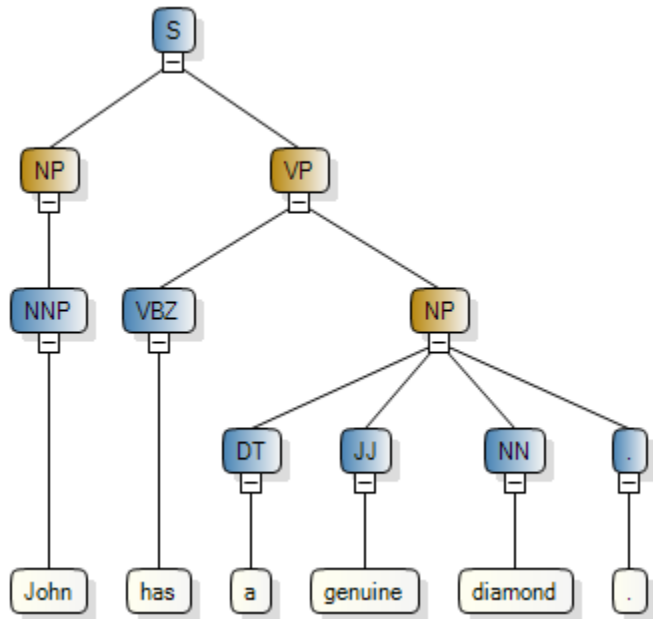 S
NP VP
NNP VBZ NP
DT JJ NN .
John has a genuine diamond .